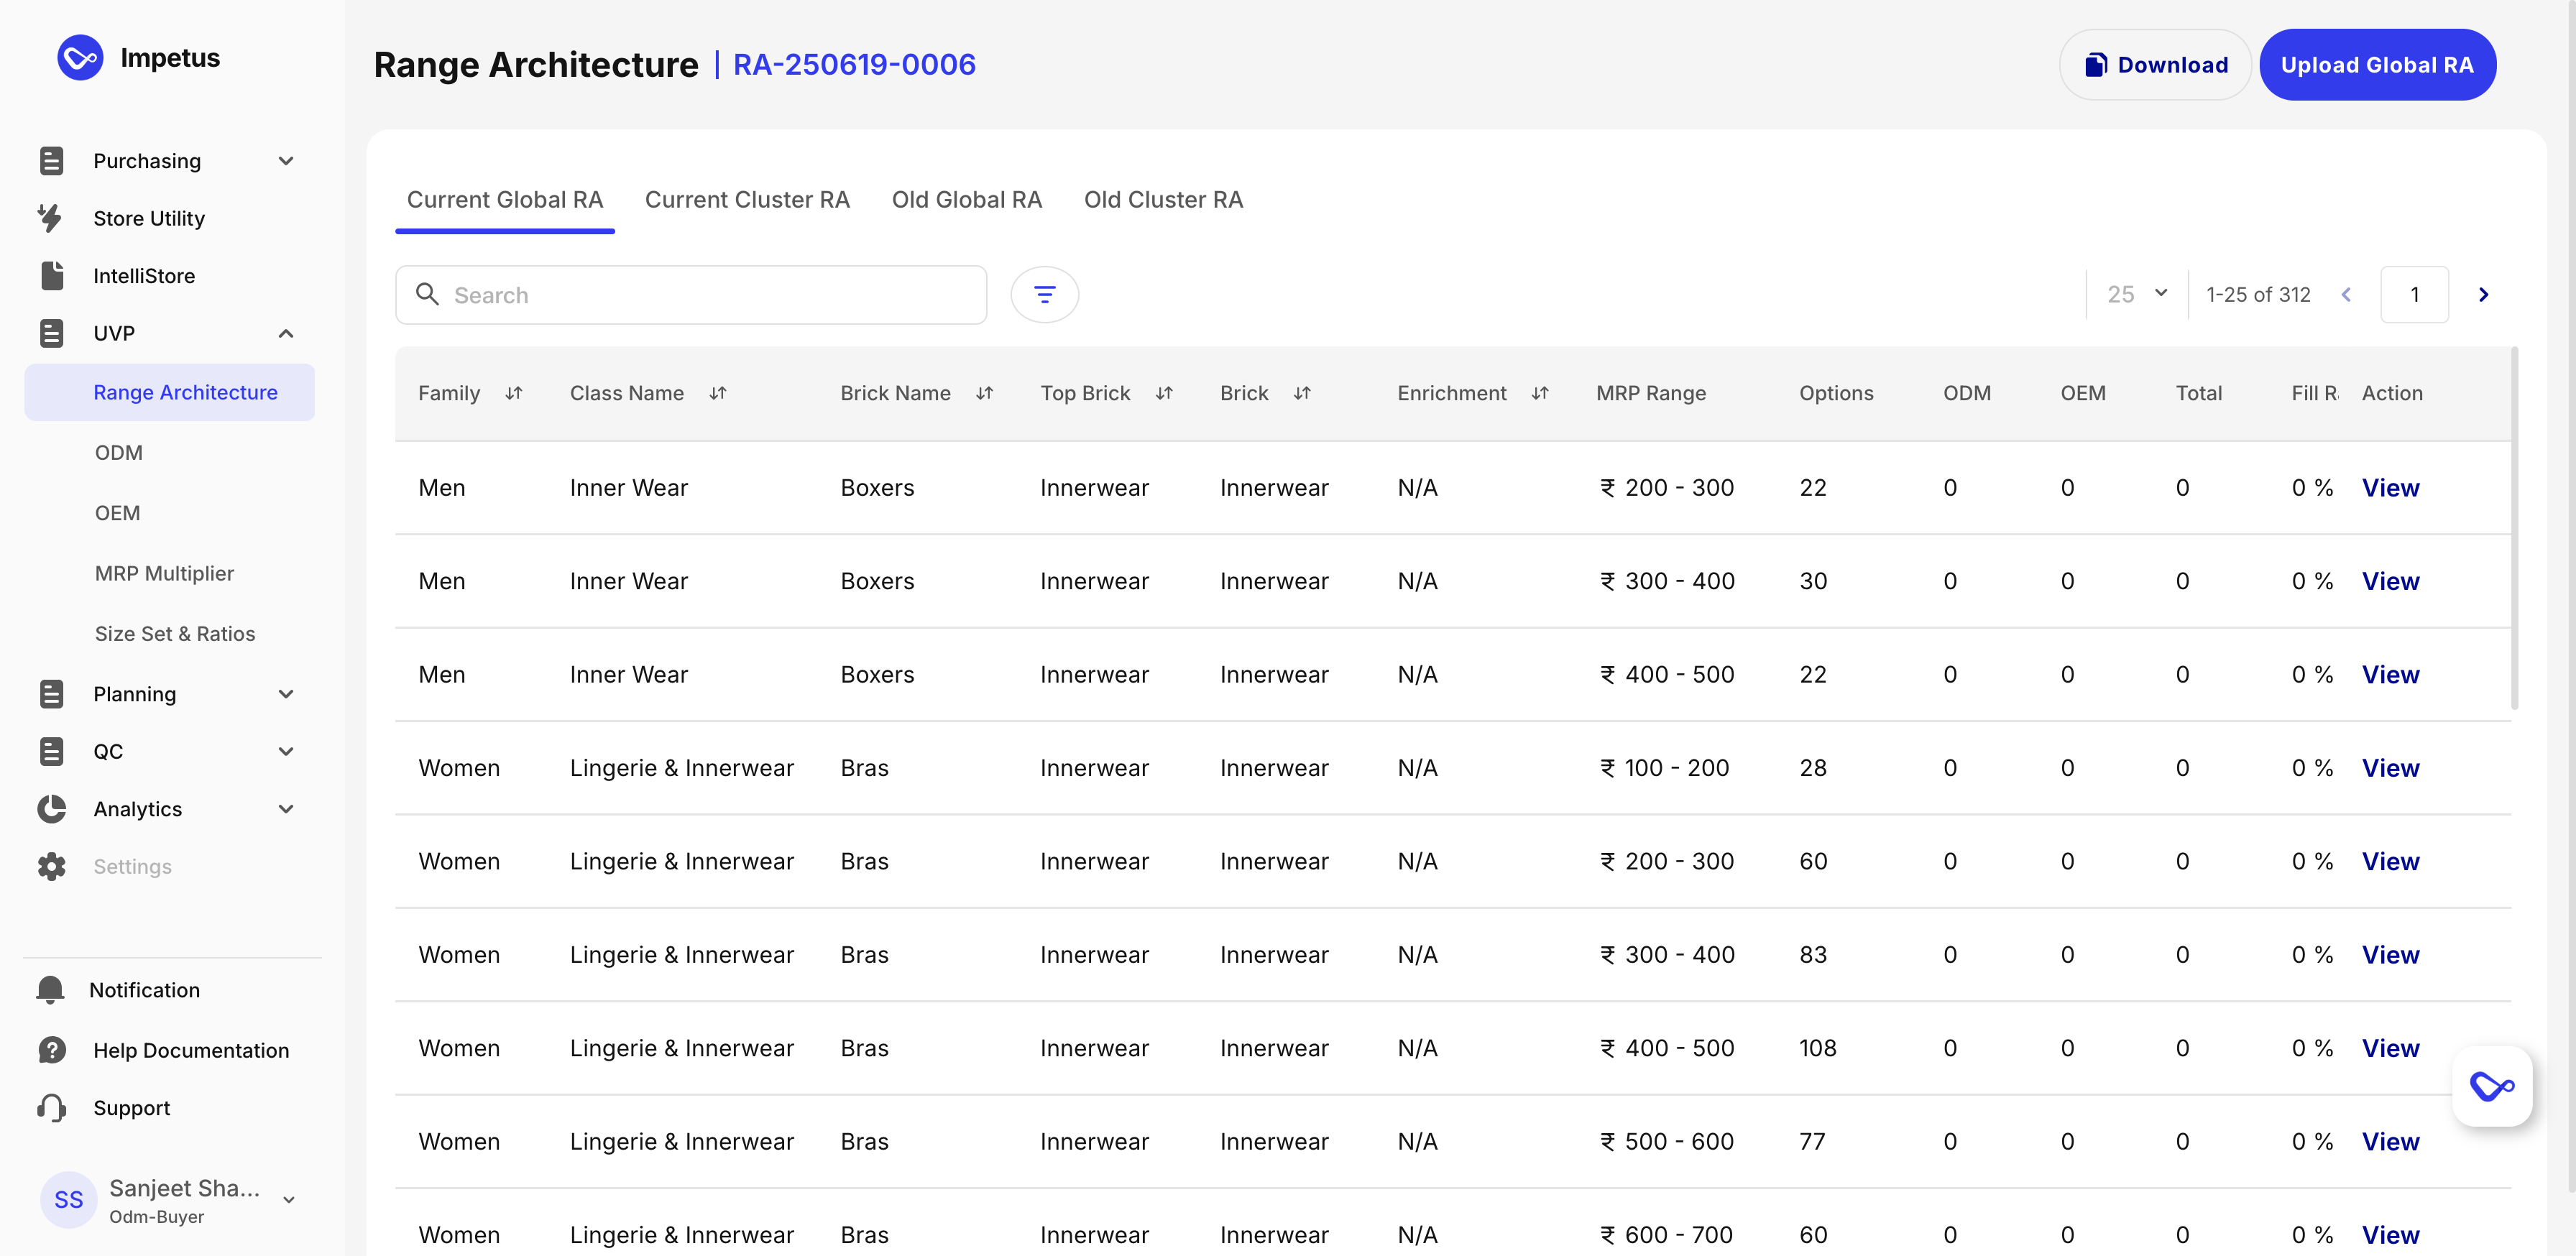 Impetus
Purchasing
Store Utility
IntelliStore
UVP
Range Architecture
ODM
OEM
MRP Multiplier
Size Set & Ratios
Planning
QC
Analytics
Settings
Notification
Help Documentation
Support
SS
Sanjeet Sha...
Odm-Buyer
Range Architecture | RA-250619-0006
Download
Upload Global RA
Current Global RA Current Cluster RA Old Global RA Old Cluster RA
Search
25 1-25 of 312 1
Family Class Name Brick Name Top Brick Brick Enrichment MRP Range Options ODM OEM Total Fill R Action
Men Inner Wear Boxers Innerwear Innerwear N/A ₹ 200 - 300 22 0 0 0 0 % View
Men Inner Wear Boxers Innerwear Innerwear N/A ₹ 300 - 400 30 0 0 0 0 % View
Men Inner Wear Boxers Innerwear Innerwear N/A ₹ 400 - 500 22 0 0 0 0 % View
Women Lingerie & Innerwear Bras Innerwear Innerwear N/A ₹ 100 - 200 28 0 0 0 0 % View
Women Lingerie & Innerwear Bras Innerwear Innerwear N/A ₹ 200 - 300 60 0 0 0 0 % View
Women Lingerie & Innerwear Bras Innerwear Innerwear N/A ₹ 300 - 400 83 0 0 0 0 % View
Women Lingerie & Innerwear Bras Innerwear Innerwear N/A ₹ 400 - 500 108 0 0 0 0 % View
Women Lingerie & Innerwear Bras Innerwear Innerwear N/A ₹ 500 - 600 77 0 0 0 0 % View
Women Lingerie & Innerwear Bras Innerwear Innerwear N/A ₹ 600 - 700 60 0 0 0 0 % View